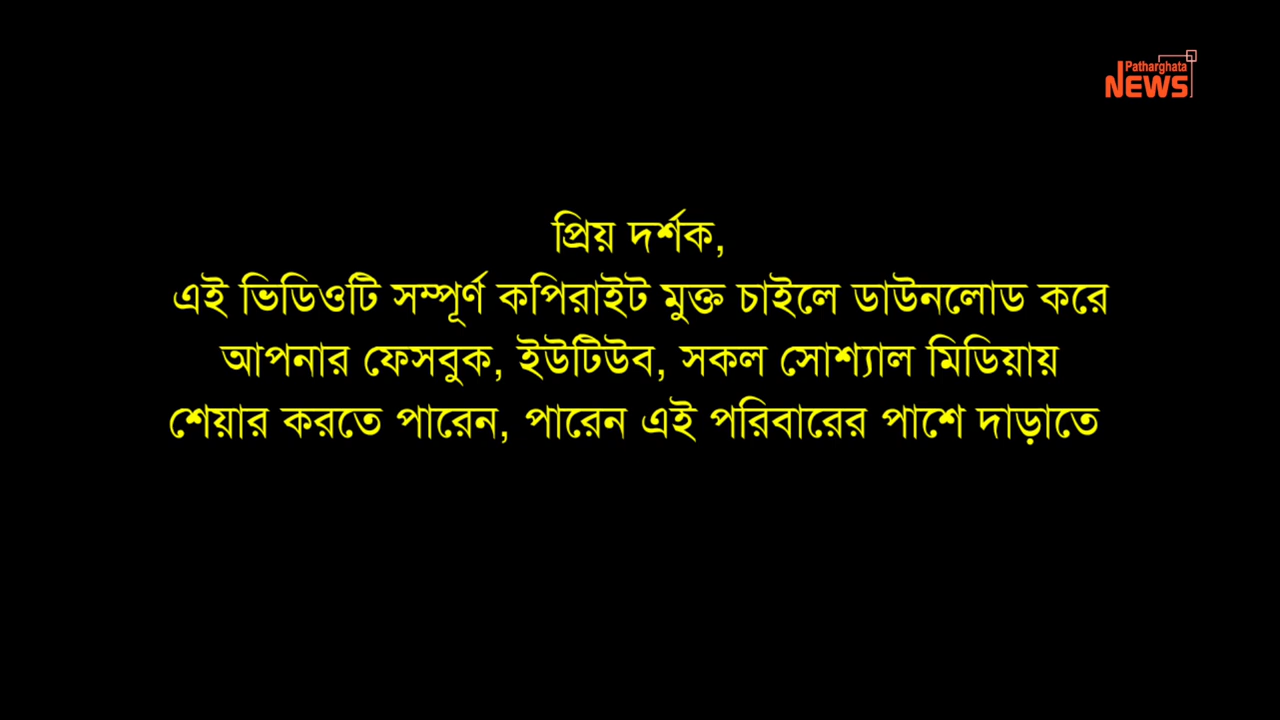 Patharghata
NEWS
প্রিয় দর্শক,
এই ভিডিওটি সম্পূর্ণ কপিরাইট মুক্ত চাইলে ডাউনলোড করে
আপনার ফেসবুক, ইউটিউব, সকল সোশ্যাল মিডিয়ায়
শেয়ার করতে পারেন, পারেন এই পরিবারের পাশে দাড়াতে